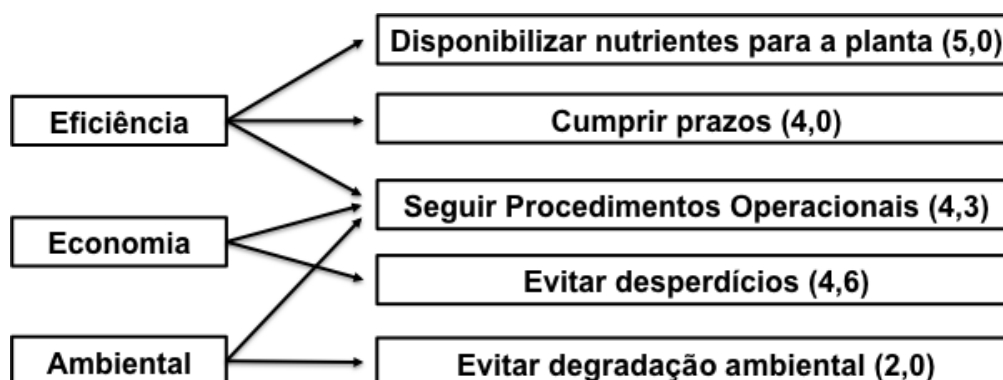 Disponibilizar nutrientes para a planta (5,0)
Eficiência
Cumprir prazos (4,0)
Seguir Procedimentos Operacionais (4,3)
Economia
Evitar desperdícios (4,6)
Ambiental
Evitar degradação ambiental (2,0)